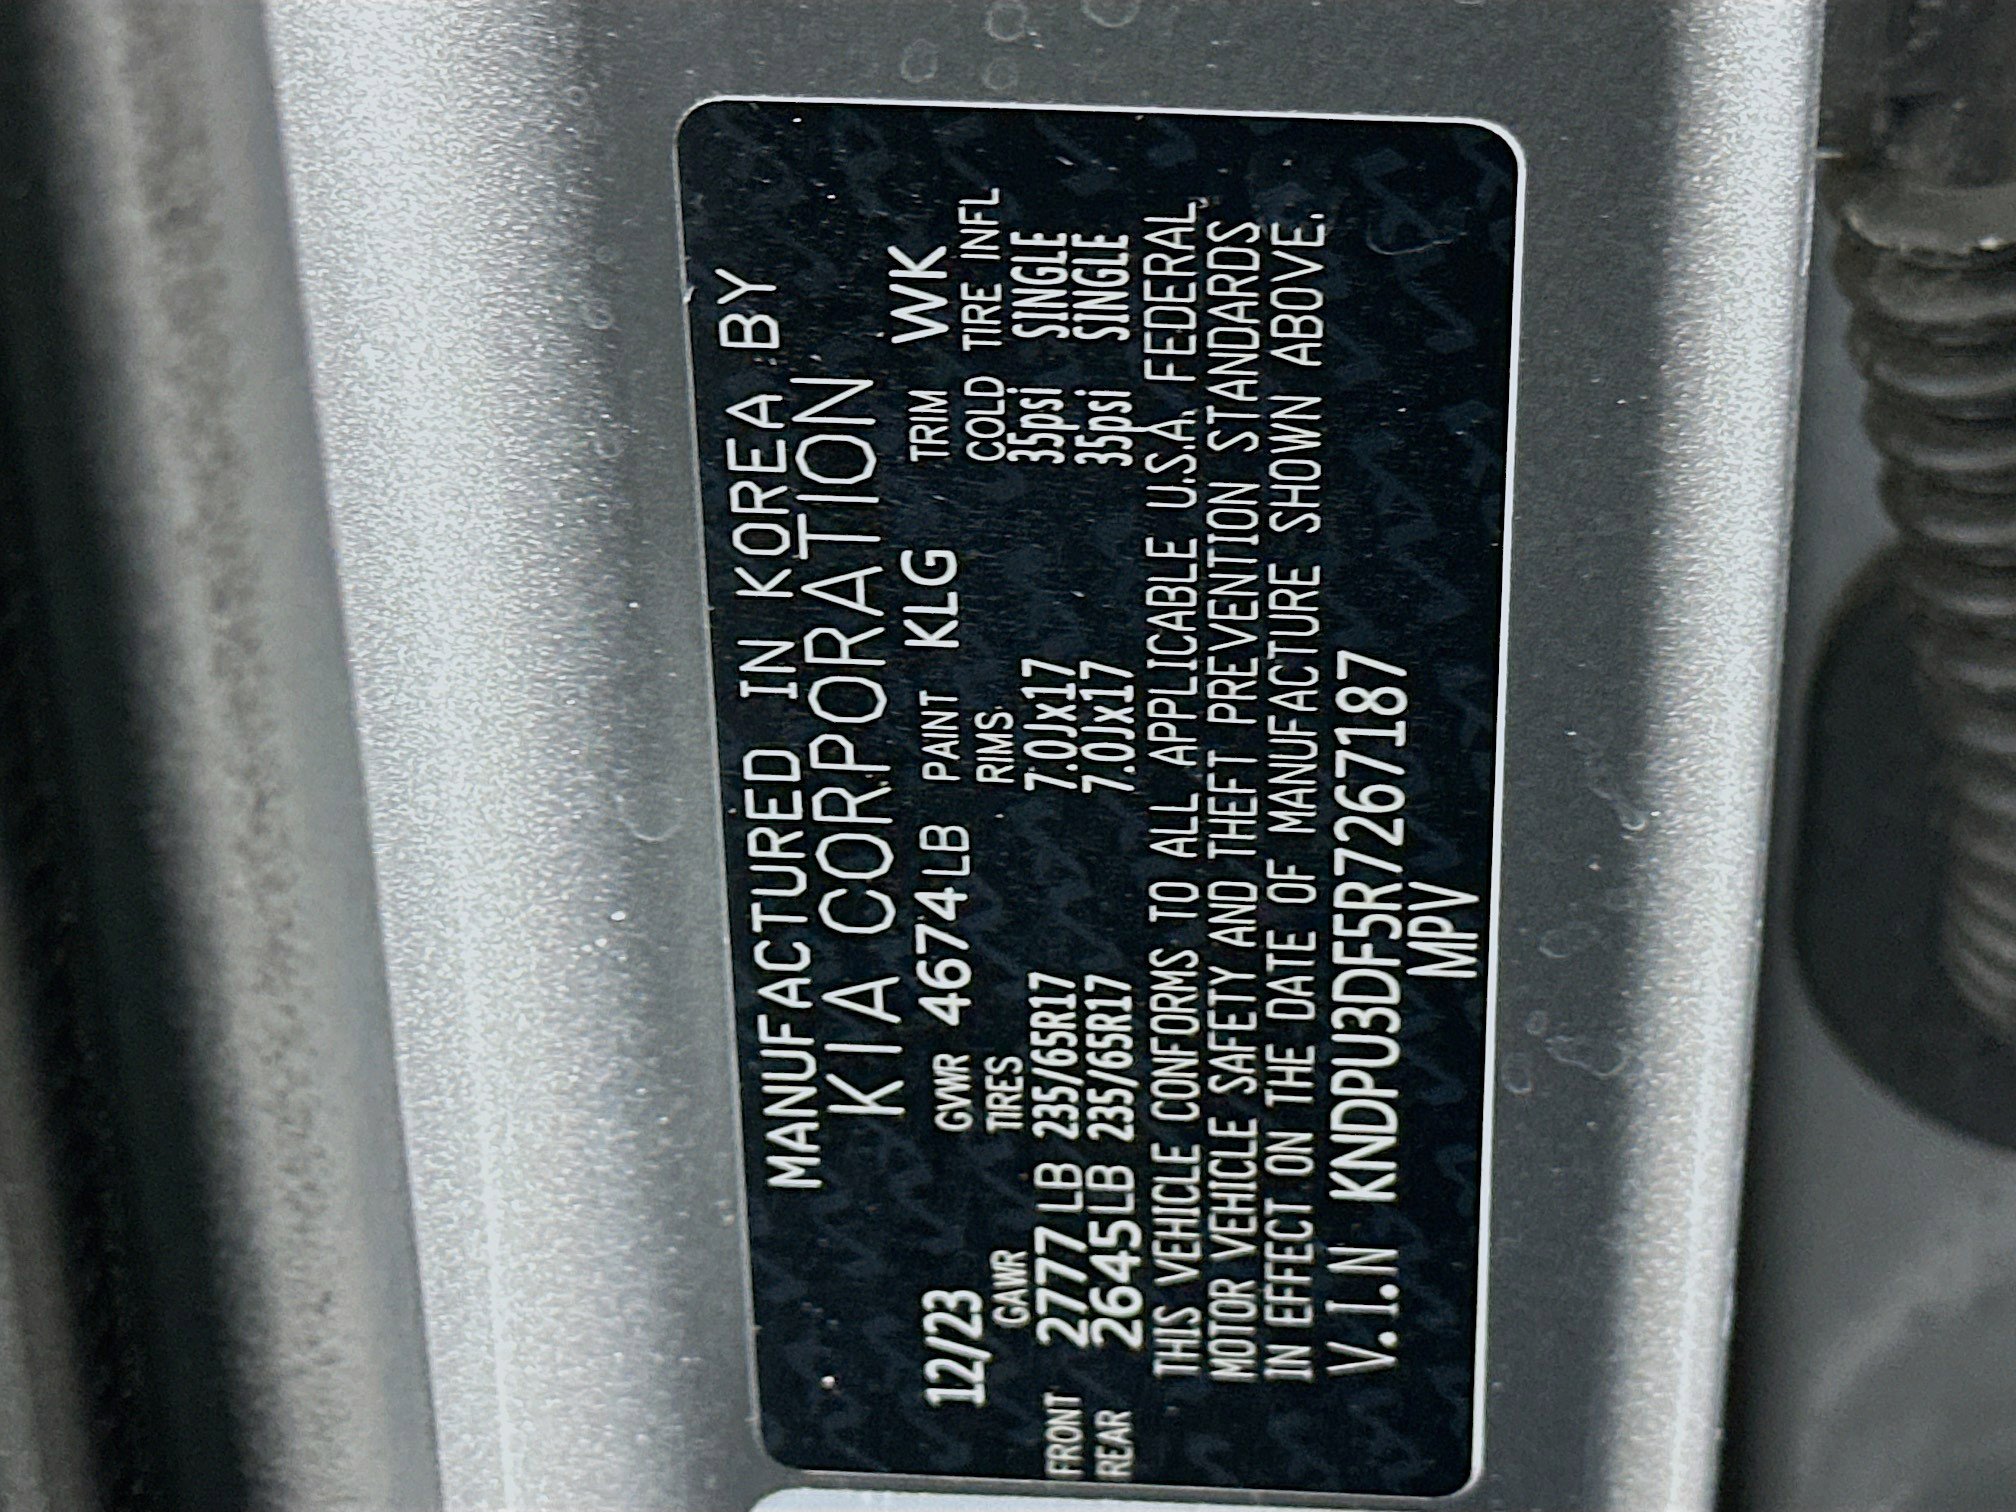 MANUFACTURED IN KOREA BY
KIA CORPORATION
12/23 GVWR 4674LB PAINT KLG TRIM WK
GAWR TIRES RIMS COLD TIRE INFL
FRONT 2777LB 235/65R17 7.0Jx17 35psi SINGLE
REAR 2645LB 235/65R17 7.0Jx17 35psi SINGLE
THIS VEHICLE CONFORMS TO ALL APPLICABLE U.S.A. FEDERAL
MOTOR VEHICLE SAFETY AND THEFT PREVENTION STANDARDS
IN EFFECT ON THE DATE OF MANUFACTURE SHOWN ABOVE.
V.I.N KNDPU3DF5R7267187
MPV